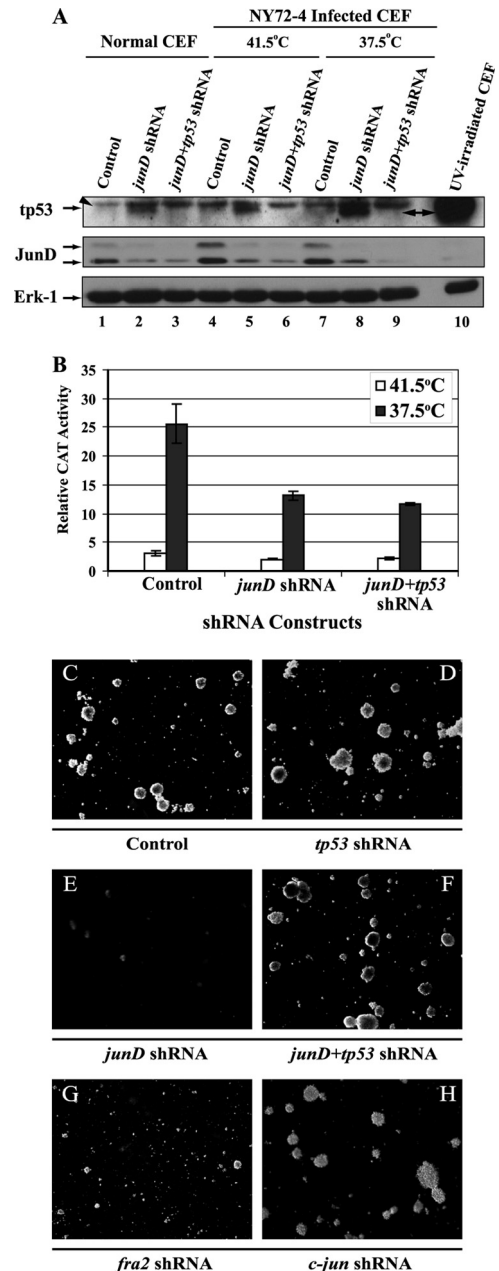 A
NY72-4 Infected CEF
Normal CEF 41.5°C 37.5°C
Control
junD shRNA
junD+tp53 shRNA
Control
junD shRNA
junD+tp53 shRNA
Control
junD shRNA
junD+tp53 shRNA
UV-irradiated CEF
tp53
JunD
Erk-1
1 2 3 4 5 6 7 8 9 10
B
Relative CAT Activity
35
30
25
20
15
10
5
0
41.5°C
37.5°C
Control junD shRNA junD+tp53 shRNA
shRNA Constructs
C D
Control tp53 shRNA
E F
junD shRNA junD+tp53 shRNA
G H
fra2 shRNA c-jun shRNA